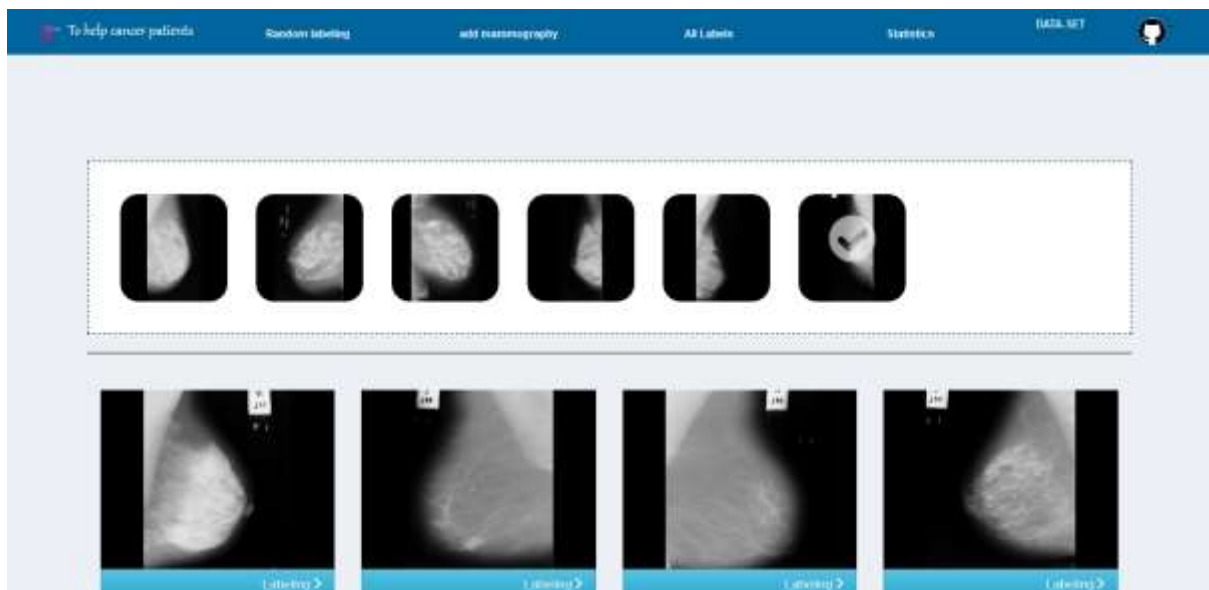 To help cancer patients
Random labeling
add mammography
All Labels
Statistics
DATA SET
Labeling
Labeling
Labeling
Labeling